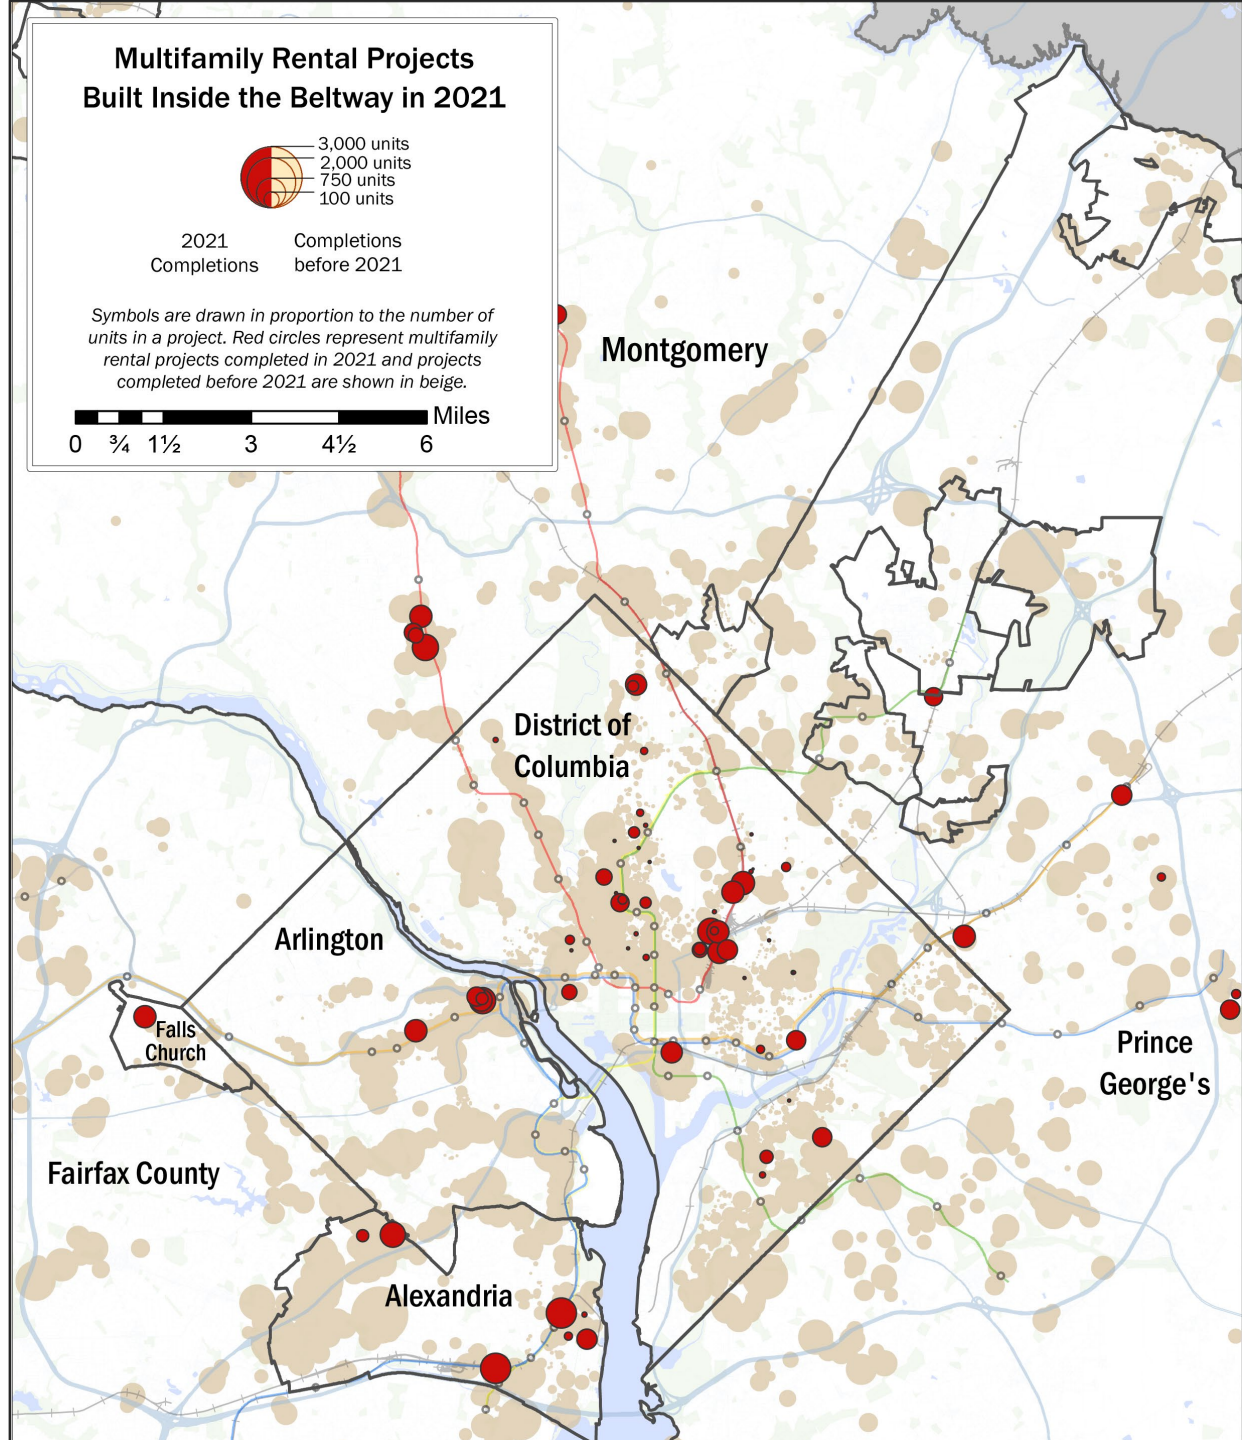 Multifamily Rental Projects
Built Inside the Beltway in 2021
3,000 units
2,000 units
750 units
100 units
2021
Completions
Completions
before 2021
Symbols are drawn in proportion to the number of
units in a project. Red circles represent multifamily
rental projects completed in 2021 and projects
completed before 2021 are shown in beige.
Miles
0 ¾ 1½ 3 4½ 6
Montgomery
District of
Columbia
Arlington
Falls
Church
Prince
George's
Fairfax County
Alexandria